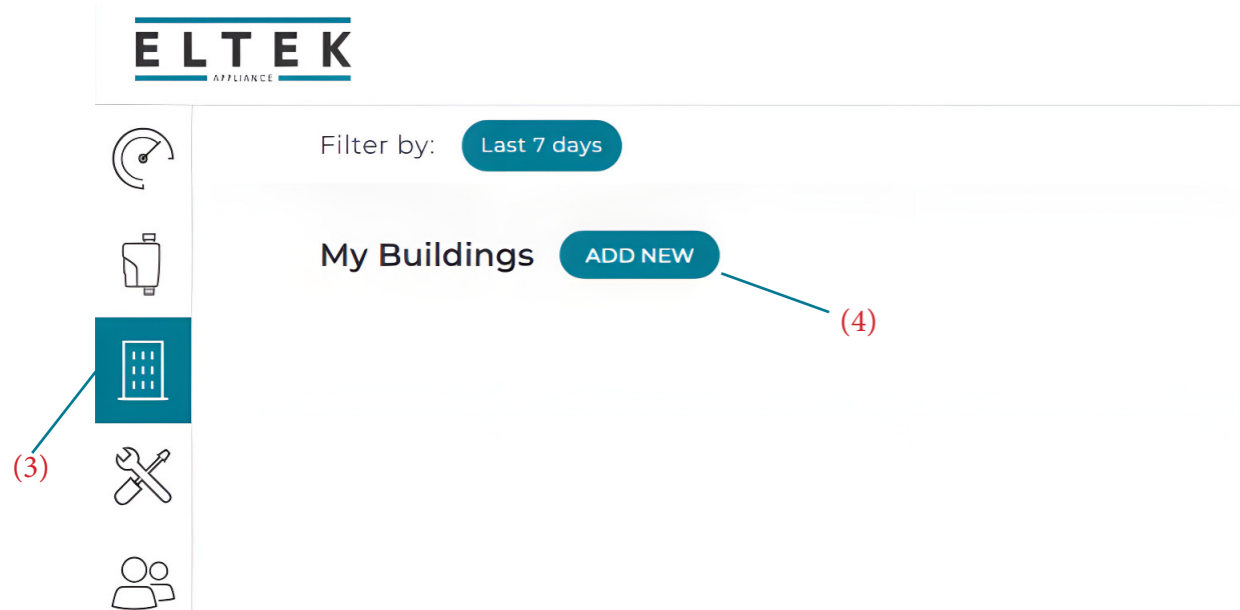 ELTEK
APPLIANCE
Filter by: Last 7 days
My Buildings ADD NEW
(4)
(3)